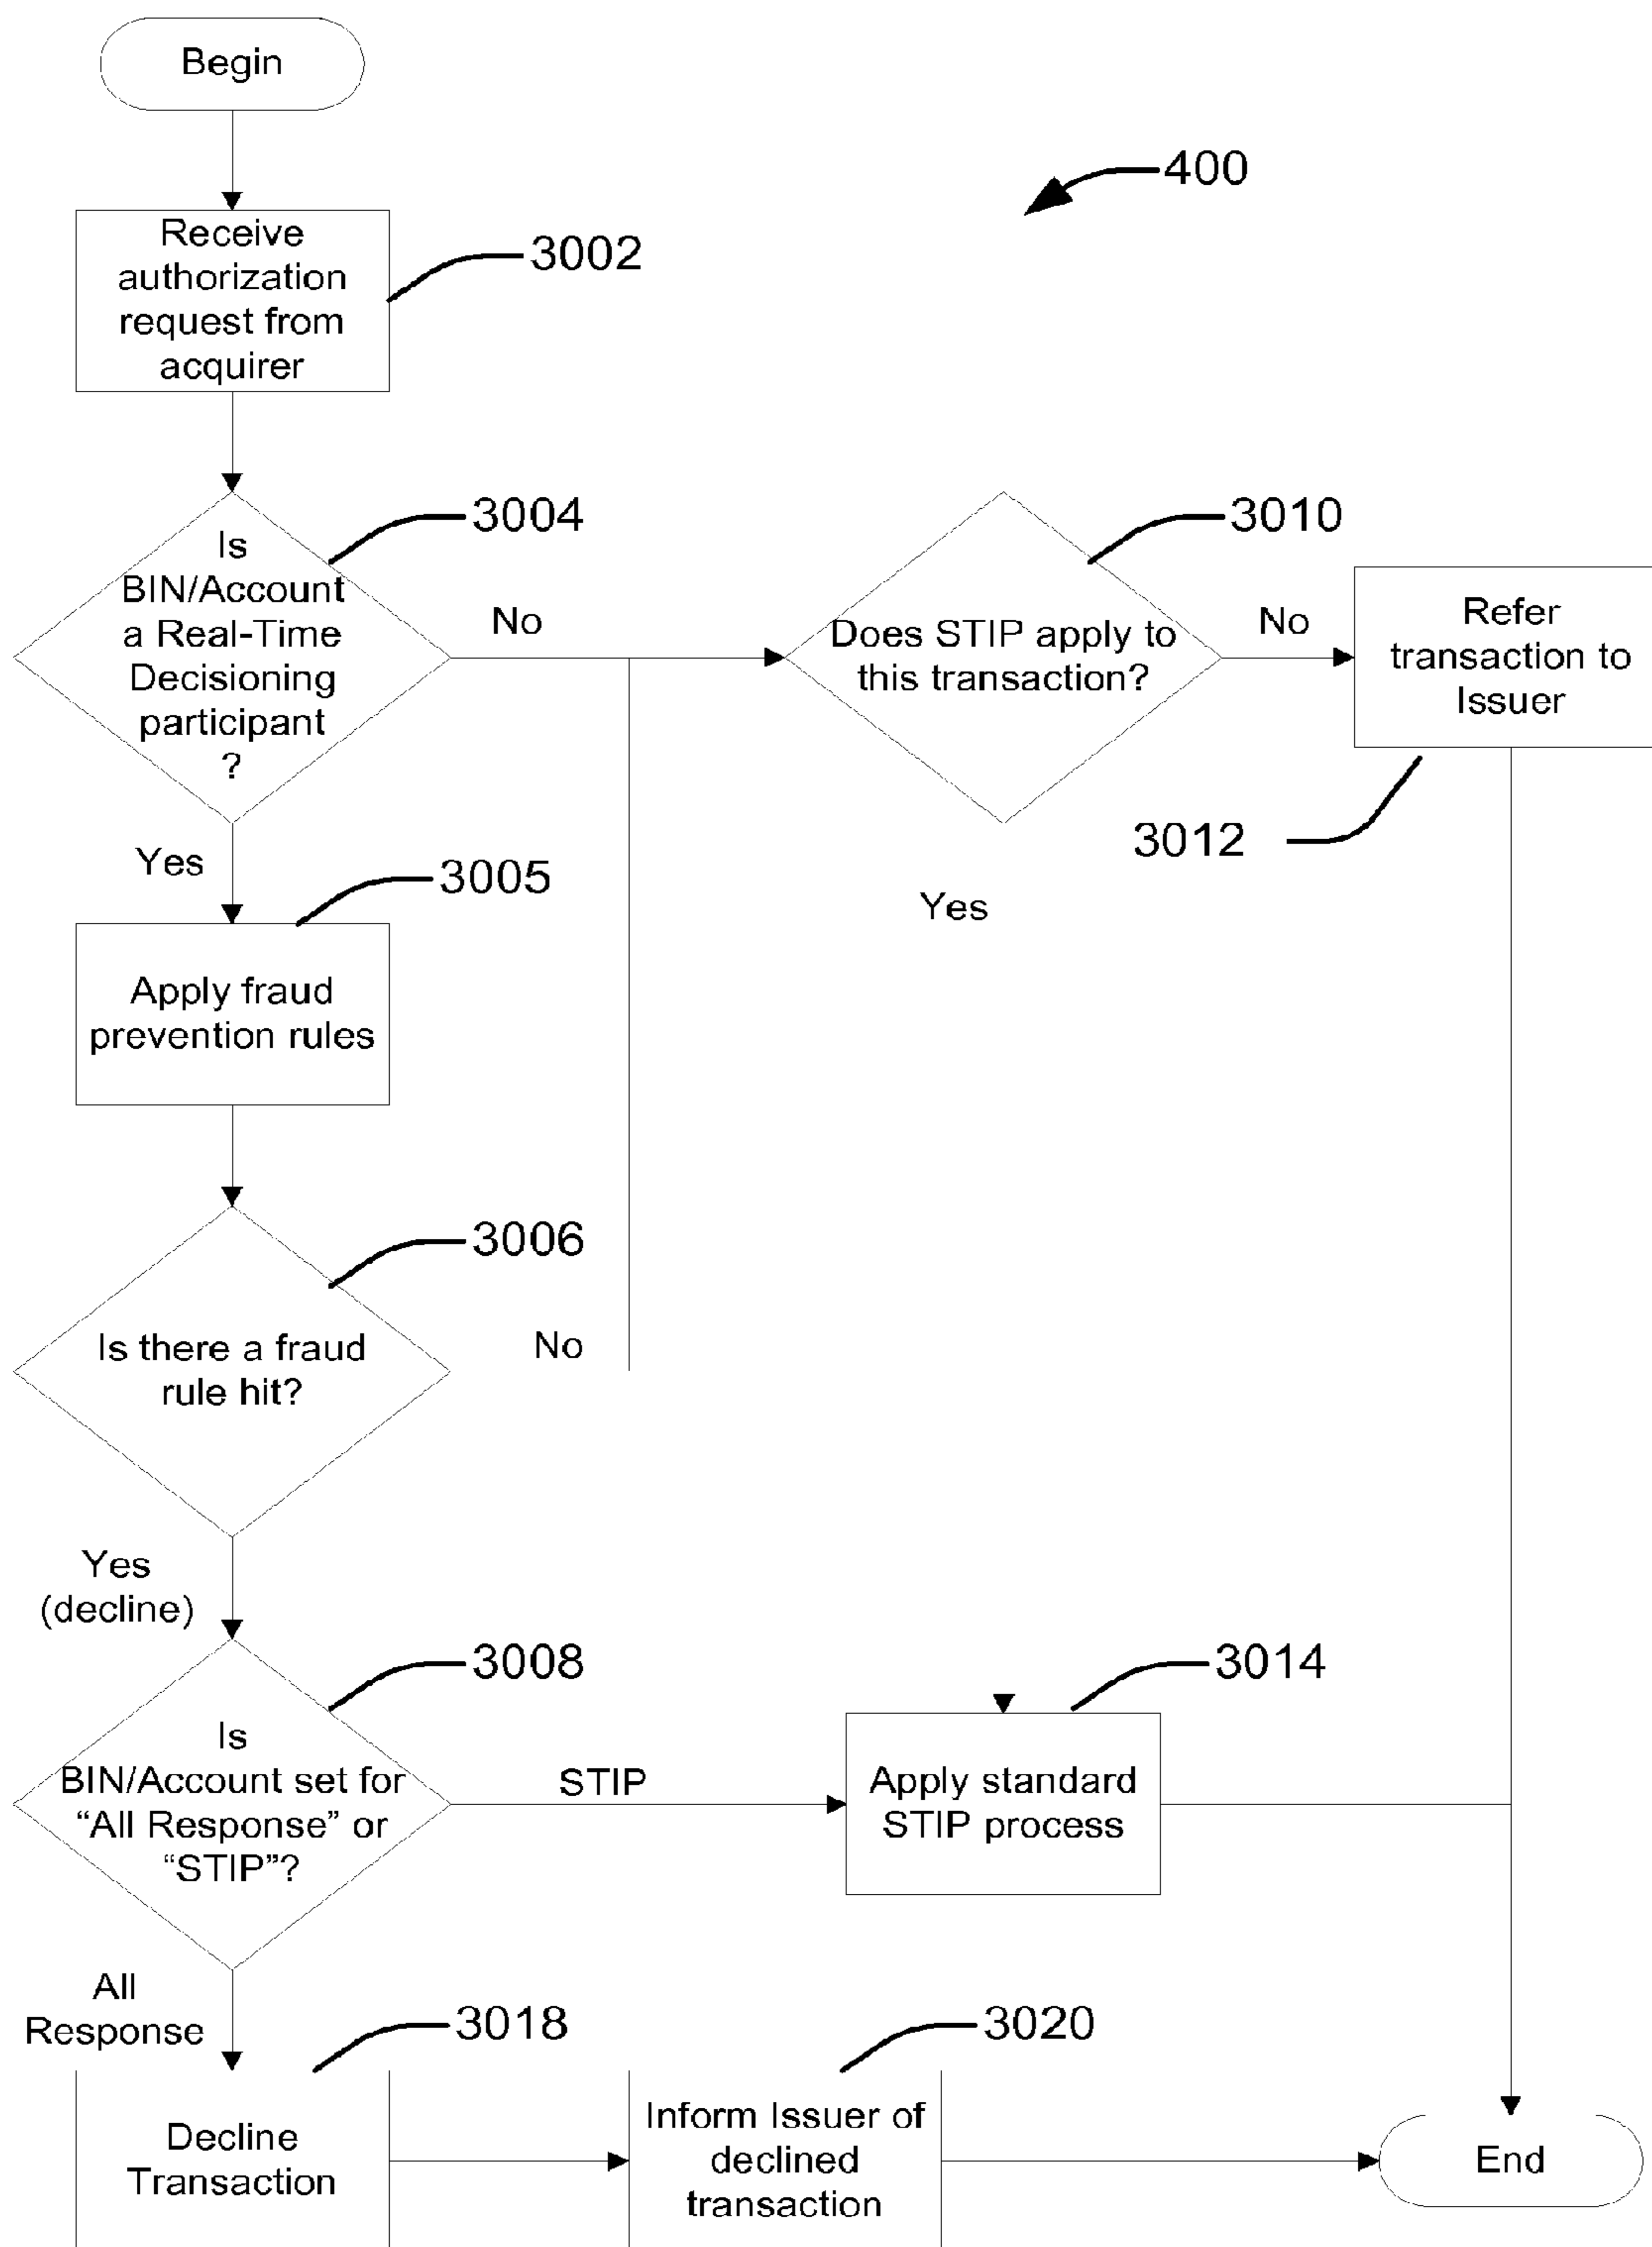 Begin
400
Receive
authorization
request from
acquirer
3002
Is
BIN/Account
a Real-Time
Decisioning
participant
?
3004
No
Does STIP apply to
this transaction?
3010
No
Refer
transaction to
Issuer
3012
Yes
3005
Yes
Apply fraud
prevention rules
3006
Is there a fraud
rule hit?
No
Yes
(decline)
3008
Is
BIN/Account set for
“All Response” or
“STIP”?
STIP
3014
Apply standard
STIP process
All
Response
3018
Decline
Transaction
3020
Inform Issuer of
declined
transaction
End